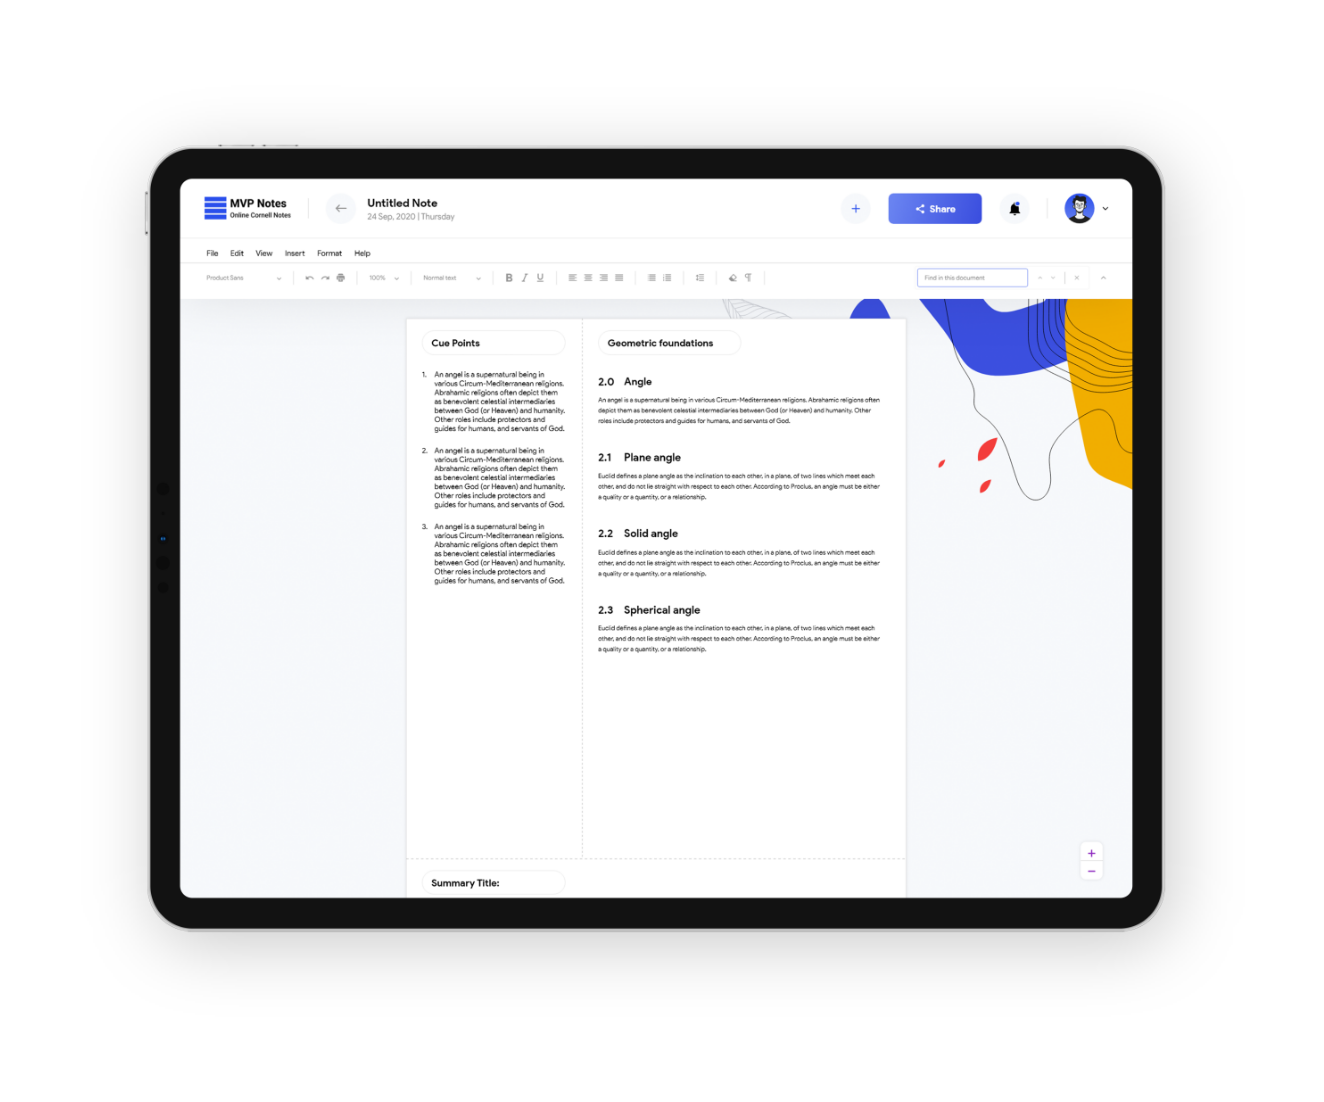 MVP Notes
Online Cornell Notes
Untitled Note
24 Sep, 2020 | Thursday
+
Share
File Edit View Insert Format Help
Product Sans
100%
Normal text
B I U
Find in this document
Cue Points
1. An angel is a supernatural being in
various Circum-Mediterranean religions.
Abrahamic religions often depict them
as benevolent celestial intermediaries
between God (or Heaven) and humanity.
Other roles include protectors and
guides for humans, and servants of God.
2. An angel is a supernatural being in
various Circum-Mediterranean religions.
Abrahamic religions often depict them
as benevolent celestial intermediaries
between God (or Heaven) and humanity.
Other roles include protectors and
guides for humans, and servants of God.
3. An angel is a supernatural being in
various Circum-Mediterranean religions.
Abrahamic religions often depict them
as benevolent celestial intermediaries
between God (or Heaven) and humanity.
Other roles include protectors and
guides for humans, and servants of God.
Geometric foundations
2.0 Angle
An angel is a supernatural being in various Circum-Mediterranean religions. Abrahamic religions often
depict them as benevolent celestial intermediaries between God (or Heaven) and humanity. Other
roles include protectors and guides for humans, and servants of God.
2.1 Plane angle
Euclid defines a plane angle as the inclination to each other, in a plane, of two lines which meet each
other, and do not lie straight with respect to each other. According to Proclus, an angle must be either
a quality or a quantity, or a relationship.
2.2 Solid angle
Euclid defines a plane angle as the inclination to each other, in a plane, of two lines which meet each
other, and do not lie straight with respect to each other. According to Proclus, an angle must be either
a quality or a quantity, or a relationship.
2.3 Spherical angle
Euclid defines a plane angle as the inclination to each other, in a plane, of two lines which meet each
other, and do not lie straight with respect to each other. According to Proclus, an angle must be either
a quality or a quantity, or a relationship.
Summary Title:
+
−